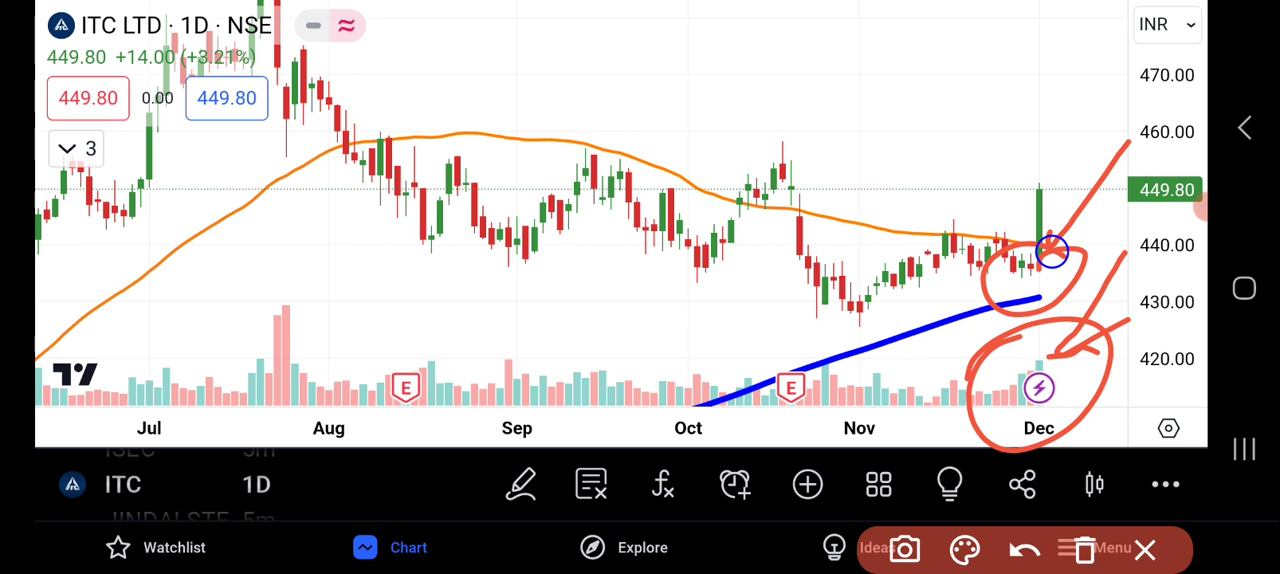 ITC LTD · 1D · NSE
INR
449.80 +14.00 (+3.21%)
470.00
449.80 0.00 449.80
460.00
3
449.80
440.00
430.00
420.00
E E
Jul Aug Sep Oct Nov Dec
ITC 1D
JINDALSTE 5m
Watchlist Chart Explore Ideas Menu